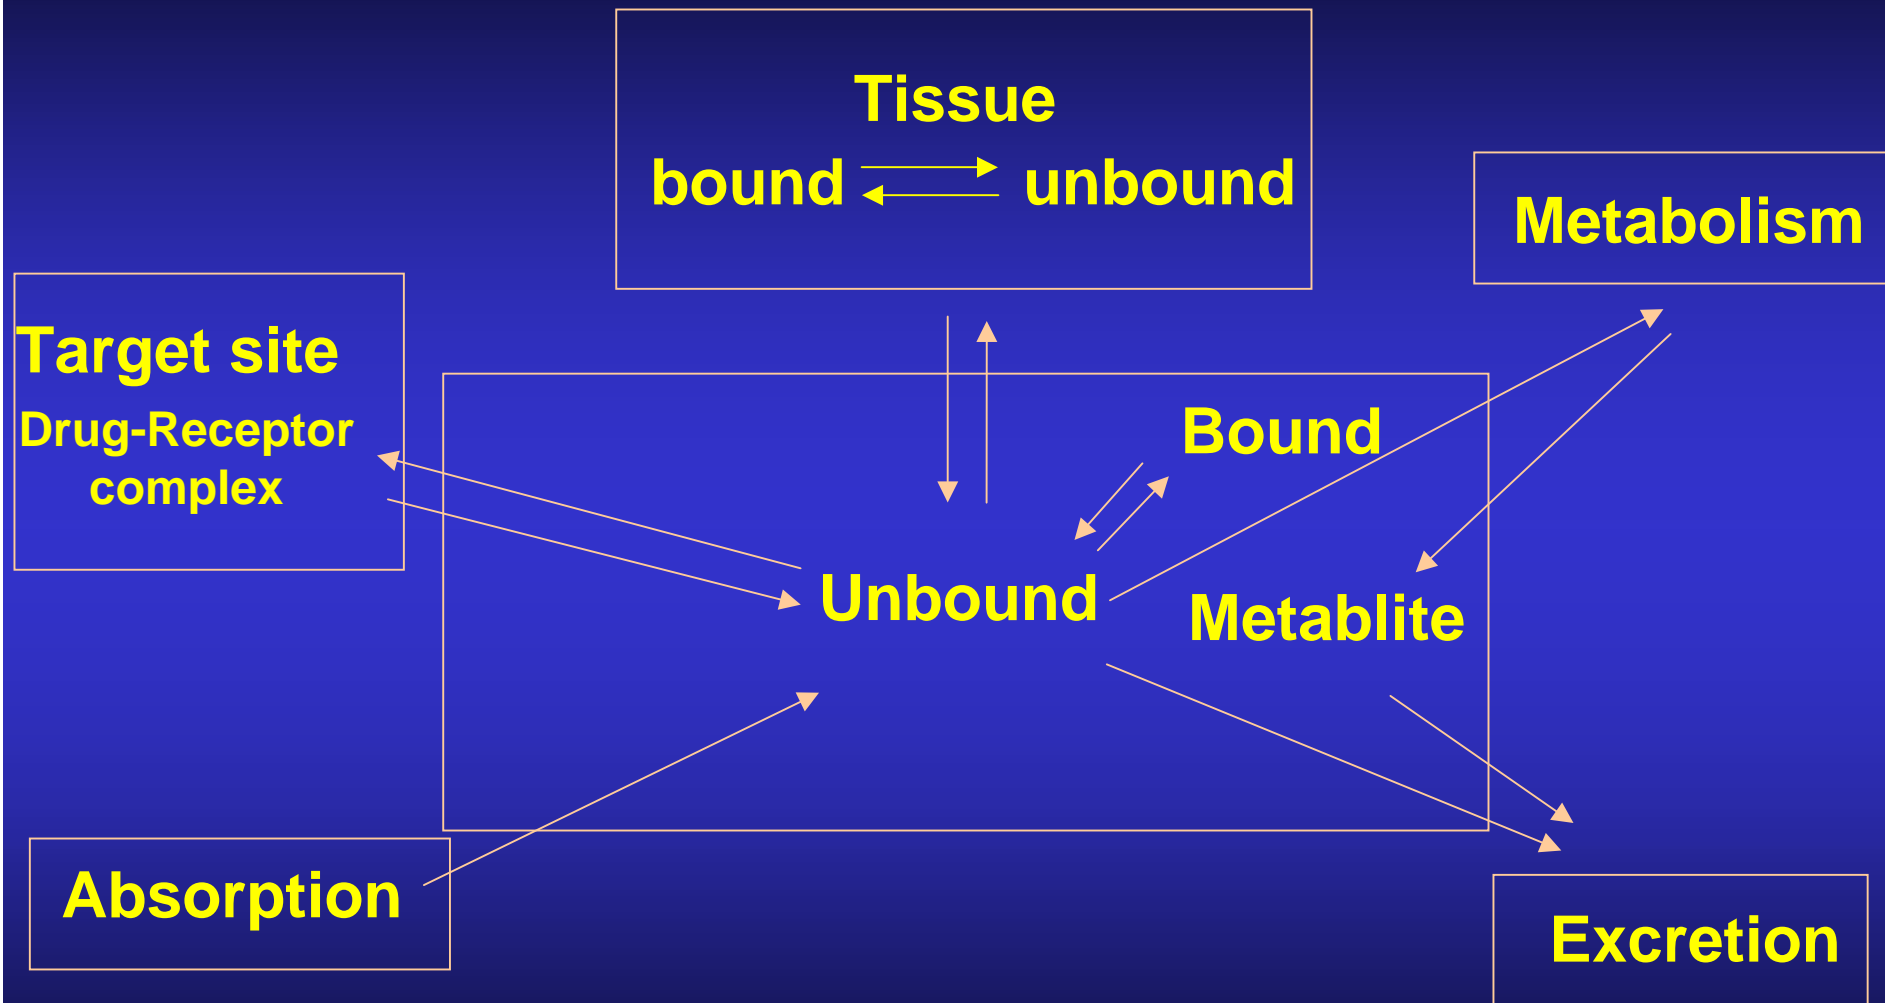 Tissue
bound unbound
Metabolism
Target site
Drug-Receptor
complex
Bound
Unbound
Metablite
Absorption
Excretion